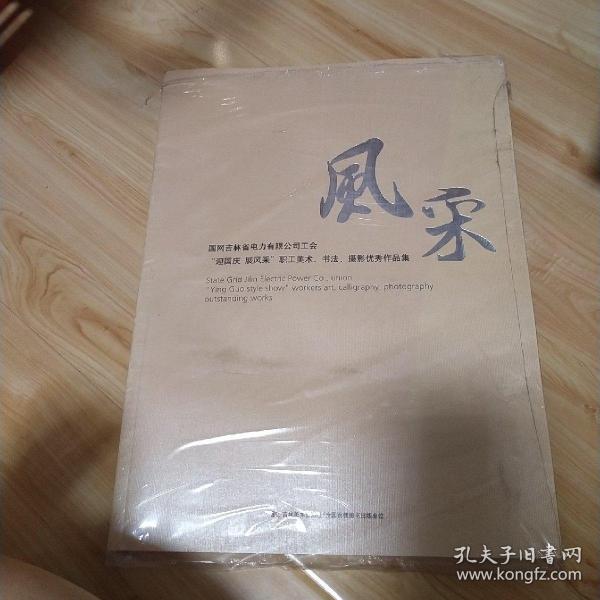 風采
国网吉林省电力有限公司工会
“迎国庆 展风采”职工美术、书法、摄影优秀作品集
State Grid Jilin Electric Power Co., union
"Ying Guo style show" workers art, calligraphy, photography
outstanding works
孔夫子旧书网
www.kongfz.com